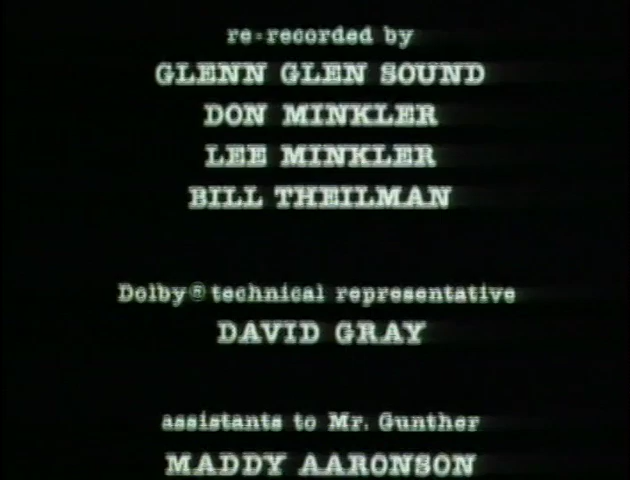 re-recorded by
GLENN GLEN SOUND
DON MINKLER
LEE MINKLER
BILL THEILMAN
Dolby® technical representative
DAVID GRAY
assistants to Mr. Gunther
MADDY AARONSON